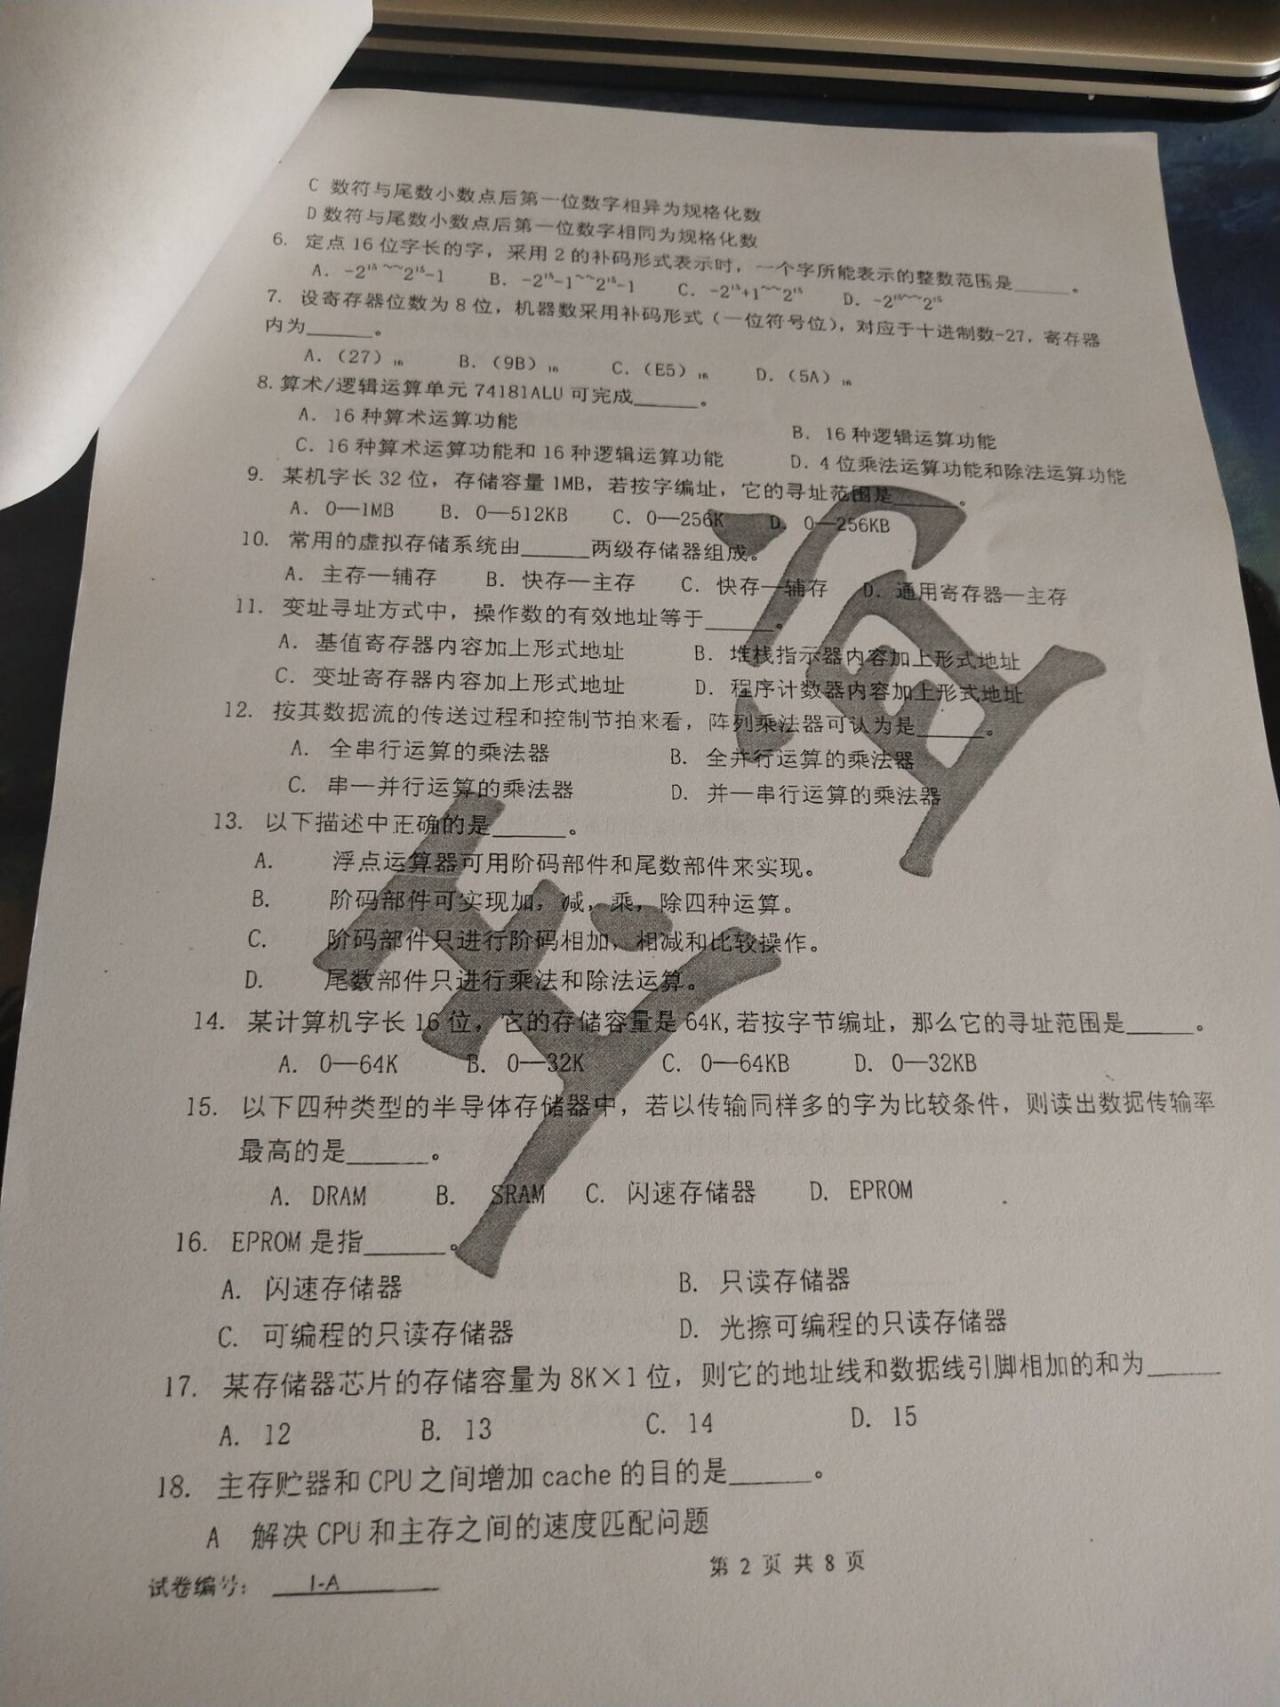 C 数符与尾数小数点后第一位数字相异为规格化数
D 数符与尾数小数点后第一位数字相同为规格化数
6. 定点 16 位字长的字，采用 2 的补码形式表示时，一个字所能表示的整数范围是______。
A. -2¹⁵~~2¹⁵-1 B. -2¹⁵-1~~2¹⁵-1 C. -2¹⁵+1~~2¹⁵ D. -2¹⁵~~2¹⁵
7. 设寄存器位数为 8 位，机器数采用补码形式（一位符号位），对应于十进制数-27，寄存器
内为______。
A.（27）₁₆ B.（9B）₁₆ C.（E5）₁₆ D.（5A）₁₆
8. 算术/逻辑运算单元 74181ALU 可完成______。
A. 16 种算术运算功能 B. 16 种逻辑运算功能
C. 16 种算术运算功能和 16 种逻辑运算功能 D. 4 位乘法运算功能和除法运算功能
9. 某机字长 32 位，存储容量 1MB，若按字编址，它的寻址范围是______。
A. 0—1MB B. 0—512KB C. 0—256K D. 0—256KB
10. 常用的虚拟存储系统由______两级存储器组成。
A. 主存—辅存 B. 快存—主存 C. 快存—辅存 D. 通用寄存器—主存
11. 变址寻址方式中，操作数的有效地址等于______。
A. 基值寄存器内容加上形式地址 B. 堆栈指示器内容加上形式地址
C. 变址寄存器内容加上形式地址 D. 程序计数器内容加上形式地址
12. 按其数据流的传送过程和控制节拍来看，阵列乘法器可认为是______。
A. 全串行运算的乘法器 B. 全并行运算的乘法器
C. 串—并行运算的乘法器 D. 并—串行运算的乘法器
13. 以下描述中正确的是______。
A. 浮点运算器可用阶码部件和尾数部件来实现。
B. 阶码部件可实现加，减，乘，除四种运算。
C. 阶码部件只进行阶码相加，相减和比较操作。
D. 尾数部件只进行乘法和除法运算。
14. 某计算机字长 16 位，它的存储容量是 64K,若按字节编址，那么它的寻址范围是______。
A. 0—64K B. 0—32K C. 0—64KB D. 0—32KB
15. 以下四种类型的半导体存储器中，若以传输同样多的字为比较条件，则读出数据传输率
最高的是______。
A. DRAM B. SRAM C. 闪速存储器 D. EPROM
16. EPROM 是指______。
A. 闪速存储器 B. 只读存储器
C. 可编程的只读存储器 D. 光擦可编程的只读存储器
17. 某存储器芯片的存储容量为 8K×1 位，则它的地址线和数据线引脚相加的和为______
A. 12 B. 13 C. 14 D. 15
18. 主存贮器和 CPU 之间增加 cache 的目的是______。
A 解决 CPU 和主存之间的速度匹配问题
第 2 页 共 8 页
试卷编号: 1-A